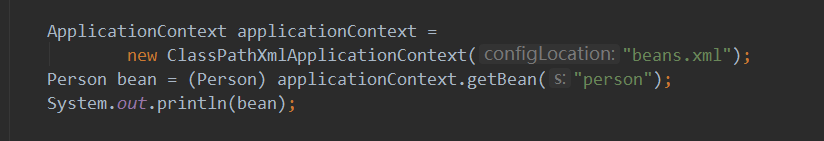 ApplicationContext applicationContext =
new ClassPathXmlApplicationContext( configLocation: "beans.xml");
Person bean = (Person) applicationContext.getBean( s: "person");
System.out.println(bean);